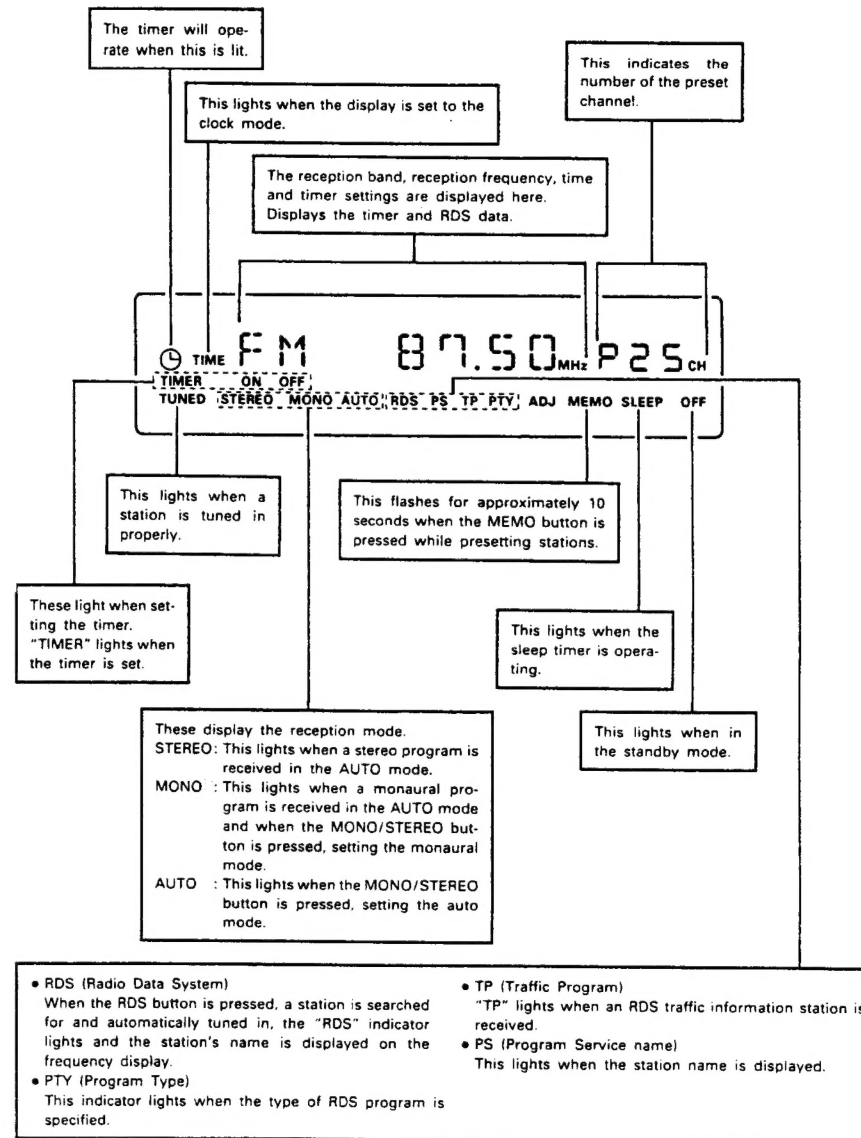 The timer will ope-
rate when this is lit.
This indicates the
number of the preset
channel.
This lights when the display is set to the
clock mode.
The reception band, reception frequency, time
and timer settings are displayed here.
Displays the timer and RDS data.
TIME FM 87.50 MHz P25 CH
TIMER ON OFF
TUNED STEREO MONO AUTO RDS PS TP PTY ADJ MEMO SLEEP OFF
This lights when a
station is tuned in
properly.
This flashes for approximately 10
seconds when the MEMO button is
pressed while presetting stations.
These light when set-
ting the timer.
"TIMER" lights when
the timer is set.
This lights when the
sleep timer is opera-
ting.
This lights when in
the standby mode.
These display the reception mode.
STEREO: This lights when a stereo program is
received in the AUTO mode.
MONO : This lights when a monaural pro-
gram is received in the AUTO mode
and when the MONO/STEREO but-
ton is pressed, setting the monaural
mode.
AUTO : This lights when the MONO/STEREO
button is pressed, setting the auto
mode.
• RDS (Radio Data System)
When the RDS button is pressed, a station is searched
for and automatically tuned in, the "RDS" indicator
lights and the station's name is displayed on the
frequency display.
• PTY (Program Type)
This indicator lights when the type of RDS program is
specified.
• TP (Traffic Program)
"TP" lights when an RDS traffic information station is
received.
• PS (Program Service name)
This lights when the station name is displayed.